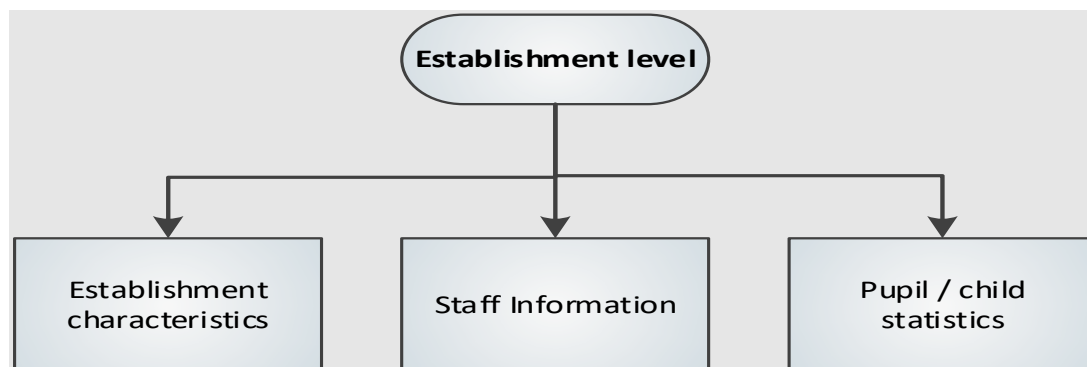 Establishment level
Establishment
characteristics
Staff Information
Pupil / child
statistics